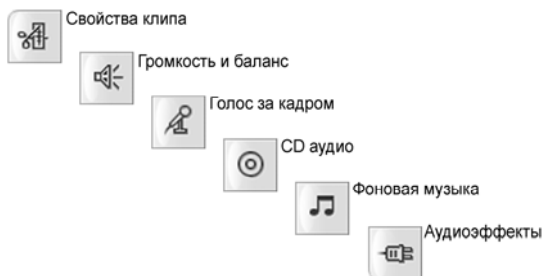 Свойства клипа
Громкость и баланс
Голос за кадром
CD аудио
Фоновая музыка
Аудиоэффекты